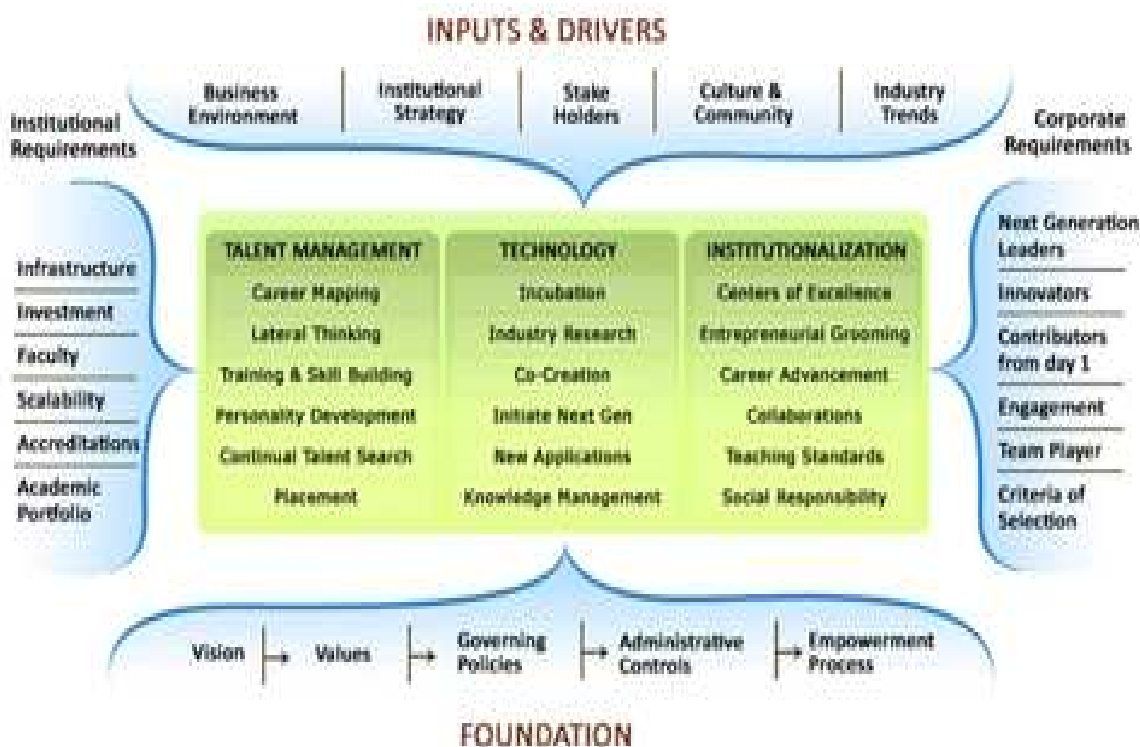 INPUTS & DRIVERS
Business
Environment
Institutional
Strategy
Stake
Holders
Culture &
Community
Industry
Trends
Institutional
Requirements
Infrastructure
Investment
Faculty
Scalability
Accreditations
Academic
Portfolio
TALENT MANAGEMENT
Career Mapping
Lateral Thinking
Training & Skill Building
Personality Development
Continual Talent Search
Placement
TECHNOLOGY
Incubation
Industry Research
Co-Creation
Initiate Next Gen
New Applications
Knowledge Management
INSTITUTIONALIZATION
Centers of Excellence
Entrepreneurial Grooming
Career Advancement
Collaborations
Teaching Standards
Social Responsibility
Corporate
Requirements
Next Generation
Leaders
Innovators
Contributors
from day 1
Engagement
Team Player
Criteria of
Selection
Vision
Values
Governing
Policies
Administrative
Controls
Empowerment
Process
FOUNDATION